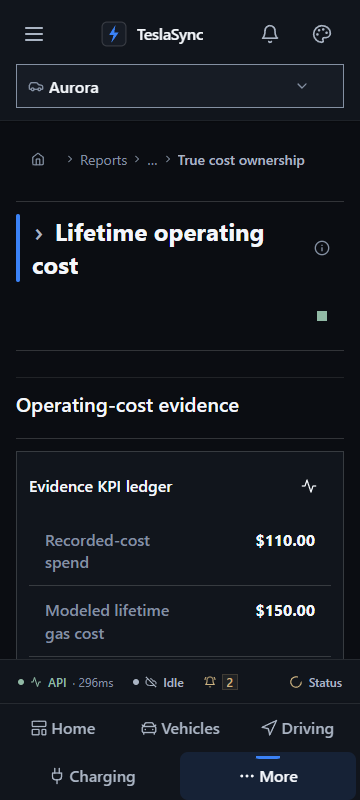 TeslaSync
Aurora
Reports
...
True cost ownership
Lifetime operating
cost
Operating-cost evidence
Evidence KPI ledger
Recorded-cost
spend
$110.00
Modeled lifetime
gas cost
$150.00
API · 296ms
Idle
2
Status
Home
Vehicles
Driving
Charging
More